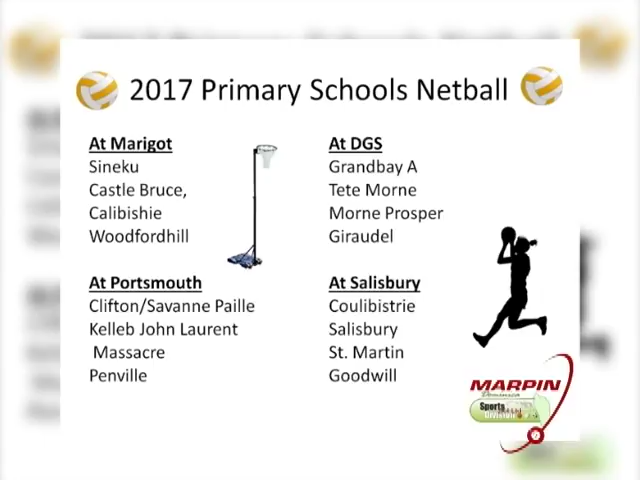 2017 Primary Schools Netball
At Marigot
Sineku
Castle Bruce,
Calibishie
Woodfordhill
At DGS
Grandbay A
Tete Morne
Morne Prosper
Giraudel
At Portsmouth
Clifton/Savanne Paille
Kelleb John Laurent
Massacre
Penville
At Salisbury
Coulibistrie
Salisbury
St. Martin
Goodwill
MARPIN
Dominica
Sports
Division